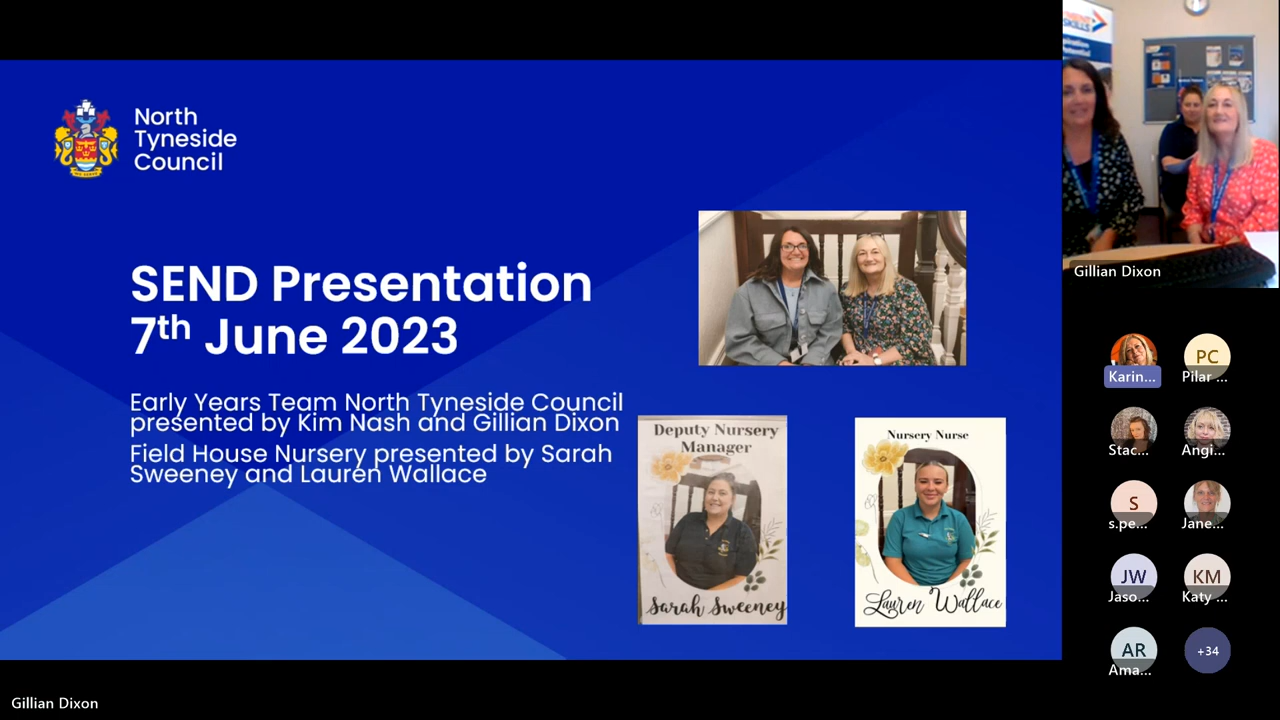 North
Tyneside
Council
SEND Presentation
7th June 2023
Early Years Team North Tyneside Council
presented by Kim Nash and Gillian Dixon
Field House Nursery presented by Sarah
Sweeney and Lauren Wallace
Deputy Nursery
Manager
Sarah Sweeney
Nursery Nurse
Lauren Wallace
SKILLS
Gillian Dixon
Karin...
PC
Pilar ...
Stac...
Angi...
S
s.pe...
Jane...
JW
Jaso...
KM
Katy ...
AR
Ama...
+34
Gillian Dixon